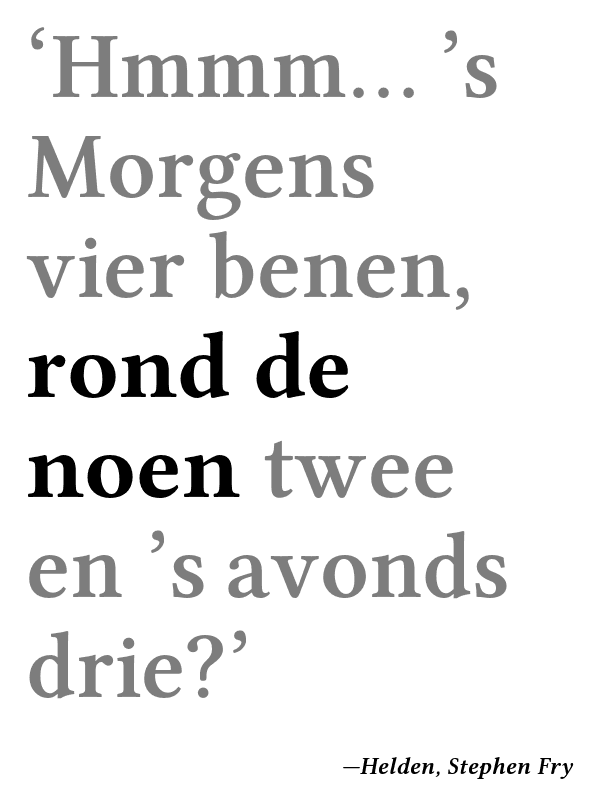 ‘Hmmm… ’s
Morgens
vier benen,
rond de
noen twee
en ’s avonds
drie?’
—Helden, Stephen Fry